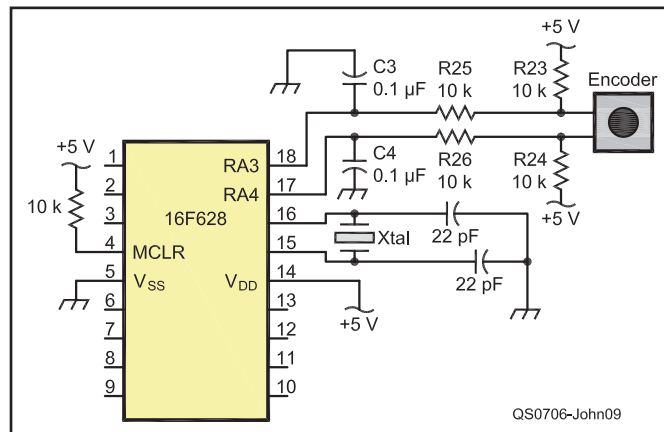 +5 V
C3
0.1 µF
R25
10 k
R23
10 k
Encoder
+5 V
10 k
1
2
3
4
5
6
7
8
9
RA3
RA4
16F628
MCLR
VSS
VDD
18
17
16
15
14
13
12
11
10
C4
0.1 µF
R26
10 k
R24
10 k
+5 V
Xtal
22 pF
22 pF
+5 V
QS0706-John09